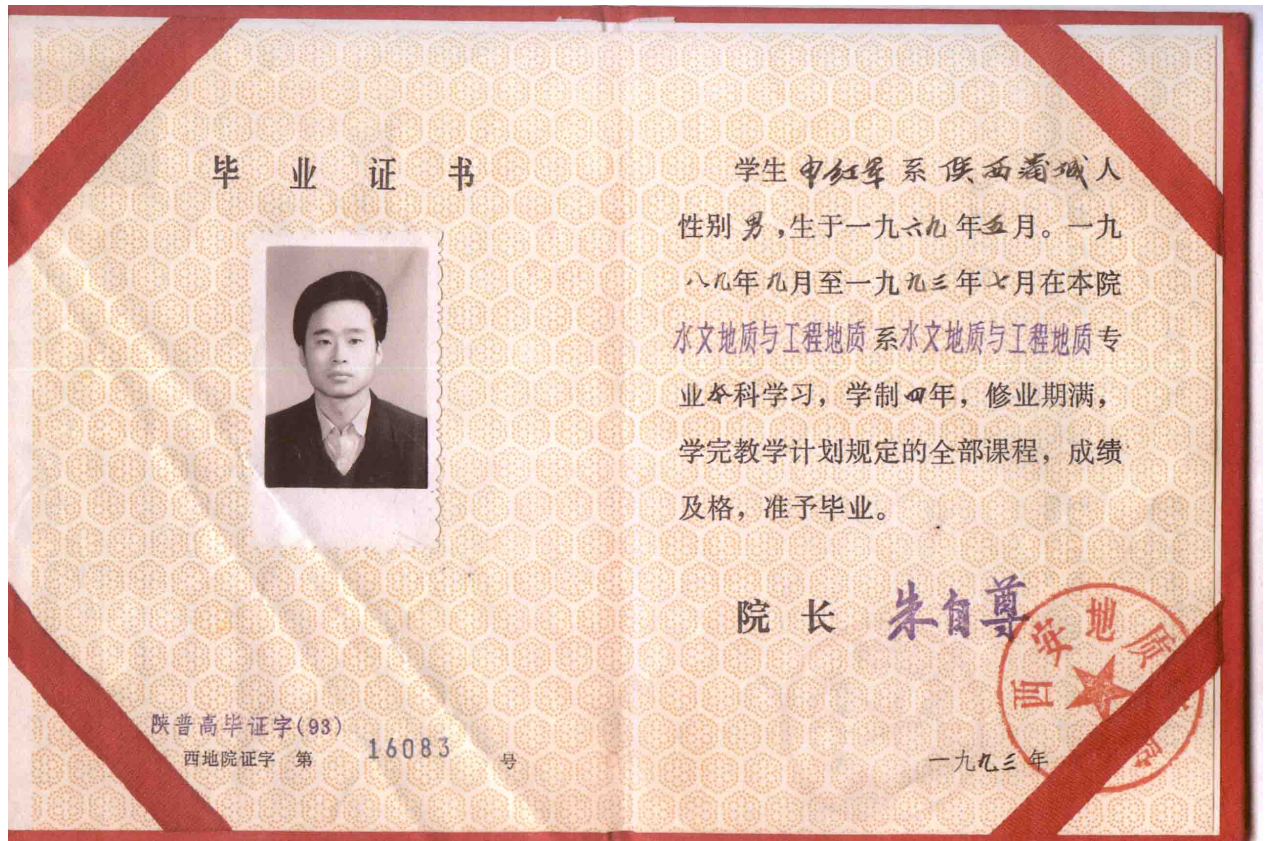 毕业证书
陕普高毕证字(93)
西地院证字 第 16083 号
学生 申红军 系 陕西蒲城人
性别 男,生于一九六九年五月。一九
八九年九月至一九九三年七月在本院
水文地质与工程地质系水文地质与工程地质专
业本科学习,学制四年,修业期满,
学完教学计划规定的全部课程,成绩
及格,准予毕业。
院长 朱自尊
西安地质
院
一九九三年